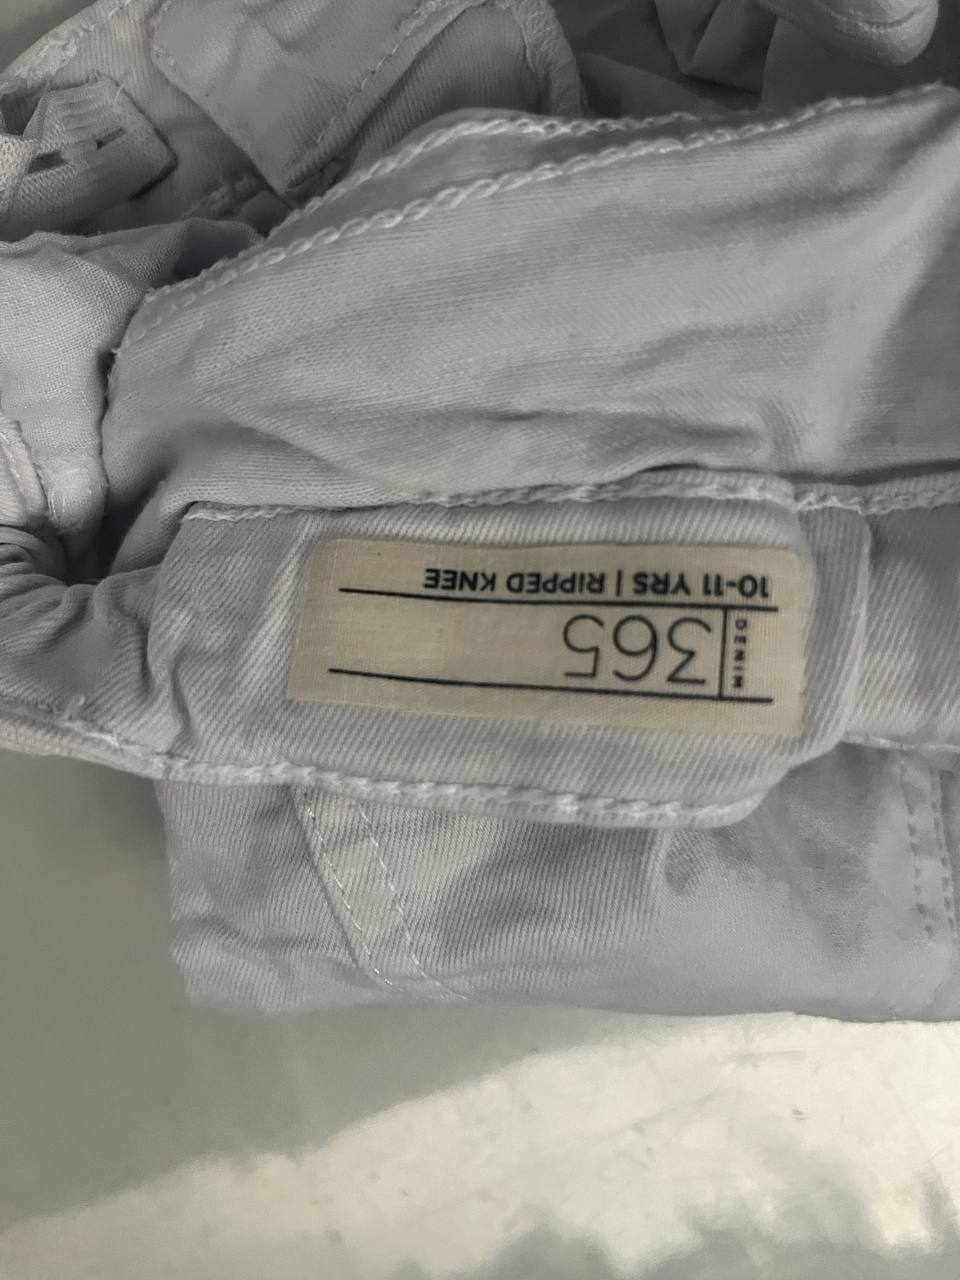 10-11 YRS | RIPPED KNEE
DENIM
365